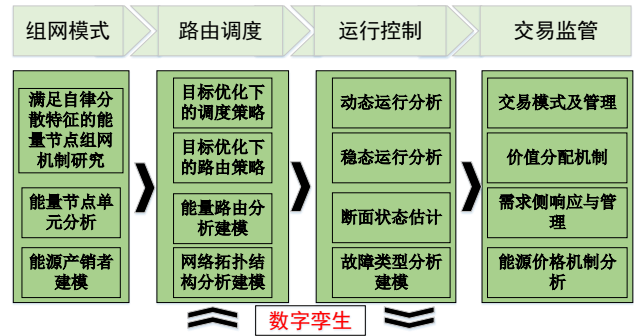 组网模式
路由调度
运行控制
交易监管
满足自律分
散特征的能
量节点组网
机制研究
能量节点单
元分析
能源产销者
建模
目标优化下
的调度策略
目标优化下
的路由策略
能量路由分
析建模
网络拓扑结
构分析建模
动态运行分析
稳态运行分析
断面状态估计
故障类型分析
建模
交易模式及管理
价值分配机制
需求侧响应与管
理
能源价格机制分
析
数字孪生